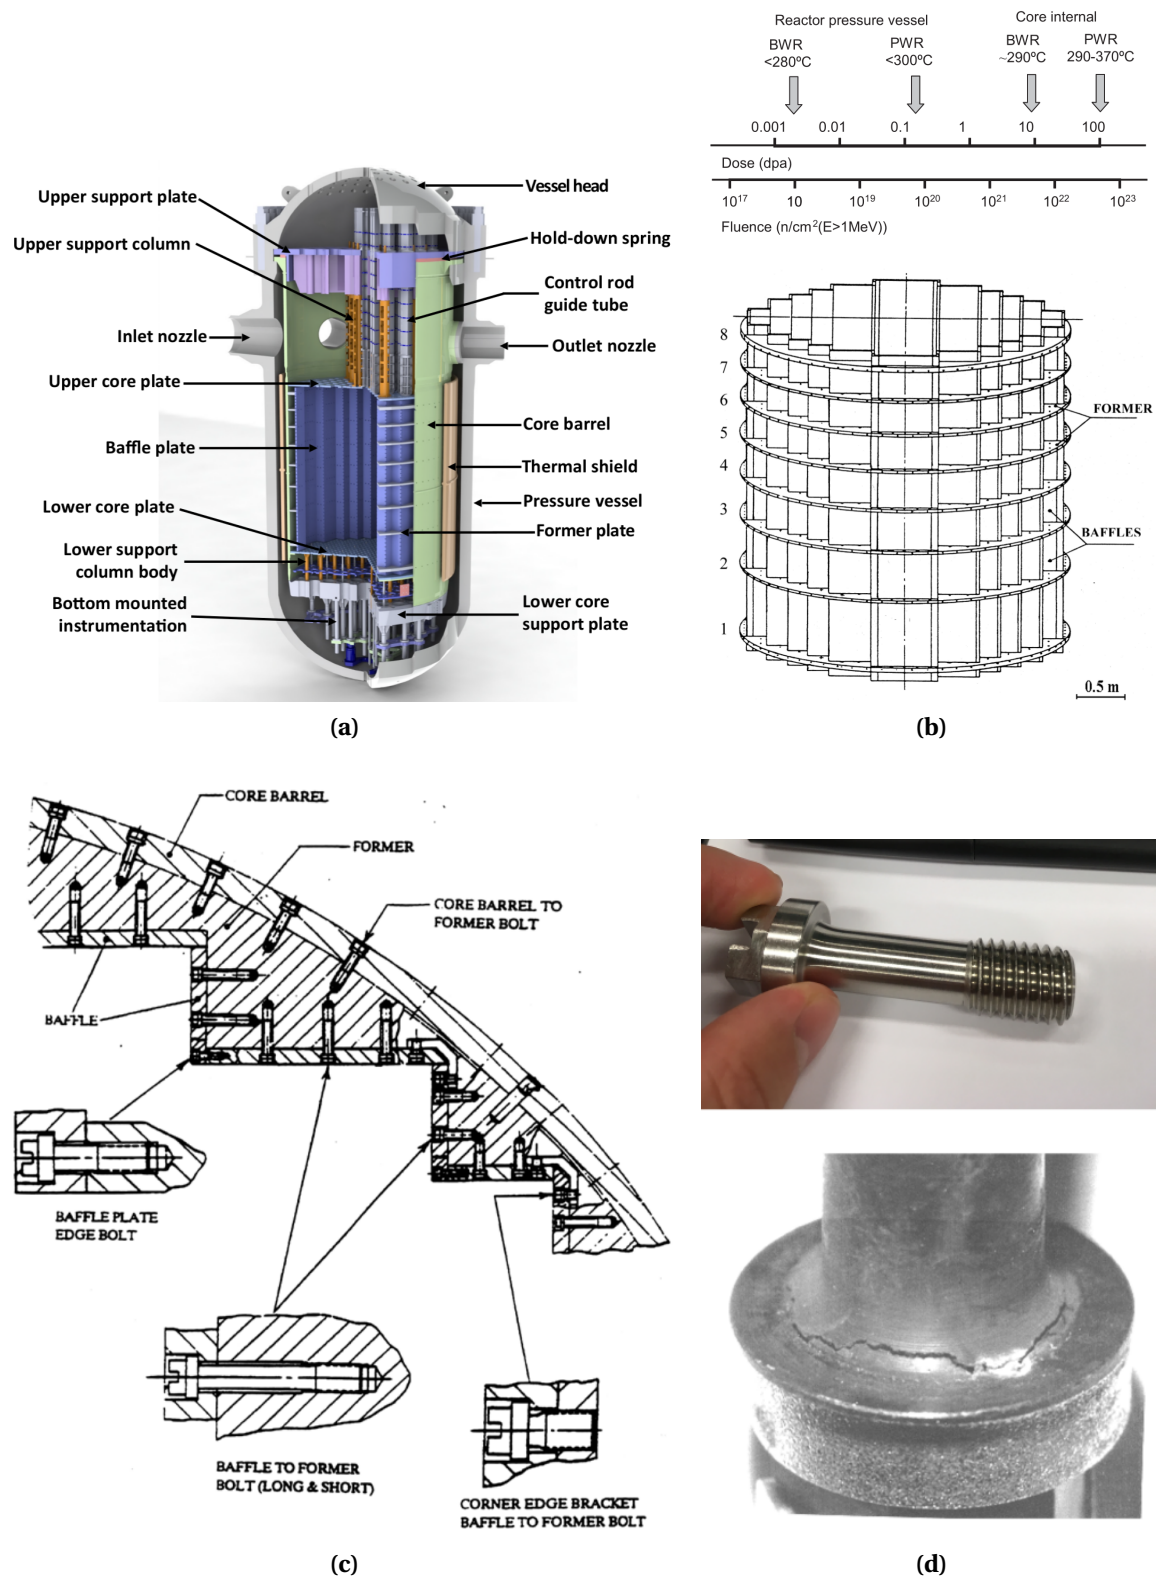 Vessel head
Upper support plate
Upper support column
Hold-down spring
Control rod
guide tube
Inlet nozzle
Outlet nozzle
Upper core plate
Core barrel
Baffle plate
Thermal shield
Pressure vessel
Lower core plate
Former plate
Lower support
column body
Bottom mounted
instrumentation
Lower core
support plate
(a)
Reactor pressure vessel
Core internal
BWR
<280ºC
PWR
<300ºC
BWR
~290ºC
PWR
290-370ºC
0.001 0.01 0.1 1 10 100
Dose (dpa)
10¹⁷ 10 10¹⁹ 10²⁰ 10²¹ 10²² 10²³
Fluence (n/cm²(E>1MeV))
8
7
6
5
4
3
2
1
FORMER
BAFFLES
0.5 m
(b)
CORE BARREL
FORMER
CORE BARREL TO
FORMER BOLT
BAFFLE
BAFFLE PLATE
EDGE BOLT
BAFFLE TO FORMER
BOLT (LONG & SHORT)
CORNER EDGE BRACKET
BAFFLE TO FORMER BOLT
(c)
(d)